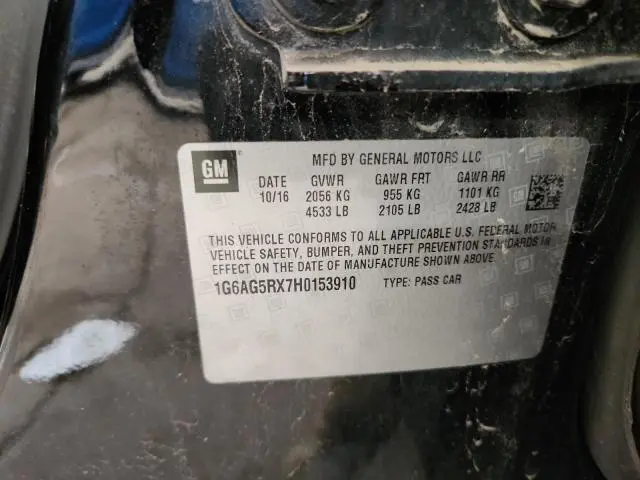 GM
MFD BY GENERAL MOTORS LLC
DATE GVWR GAWR FRT GAWR RR
10/16 2056 KG 955 KG 1101 KG
4533 LB 2105 LB 2428 LB
THIS VEHICLE CONFORMS TO ALL APPLICABLE U.S. FEDERAL MOTOR
VEHICLE SAFETY, BUMPER, AND THEFT PREVENTION STANDARDS IN
EFFECT ON THE DATE OF MANUFACTURE SHOWN ABOVE.
1G6AG5RX7H0153910 TYPE: PASS CAR